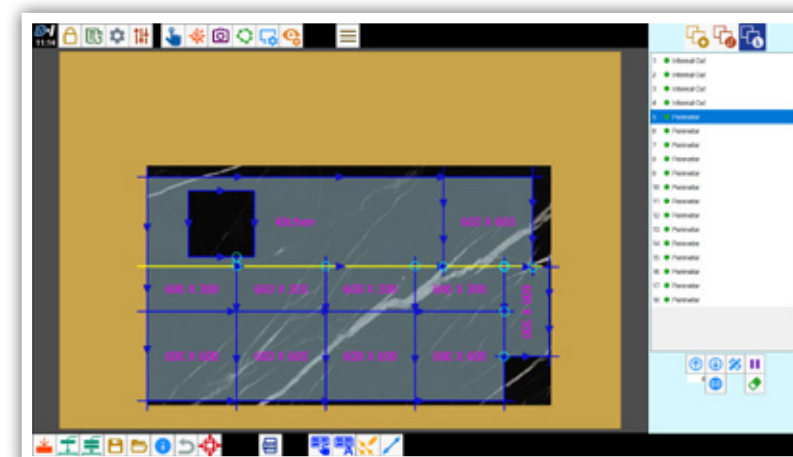 11:14
1 Internal Cut
2 Internal Cut
3 Internal Cut
4 Internal Cut
5 Perimeter
6 Perimeter
7 Perimeter
8 Perimeter
9 Perimeter
10 Perimeter
11 Perimeter
12 Perimeter
13 Perimeter
14 Perimeter
15 Perimeter
16 Perimeter
17 Perimeter
18 Perimeter
Kitchen
600 X 600
600 X 300 600 X 300 600 X 300 600 X 300
600 X 600 600 X 600 600 X 600 600 X 600